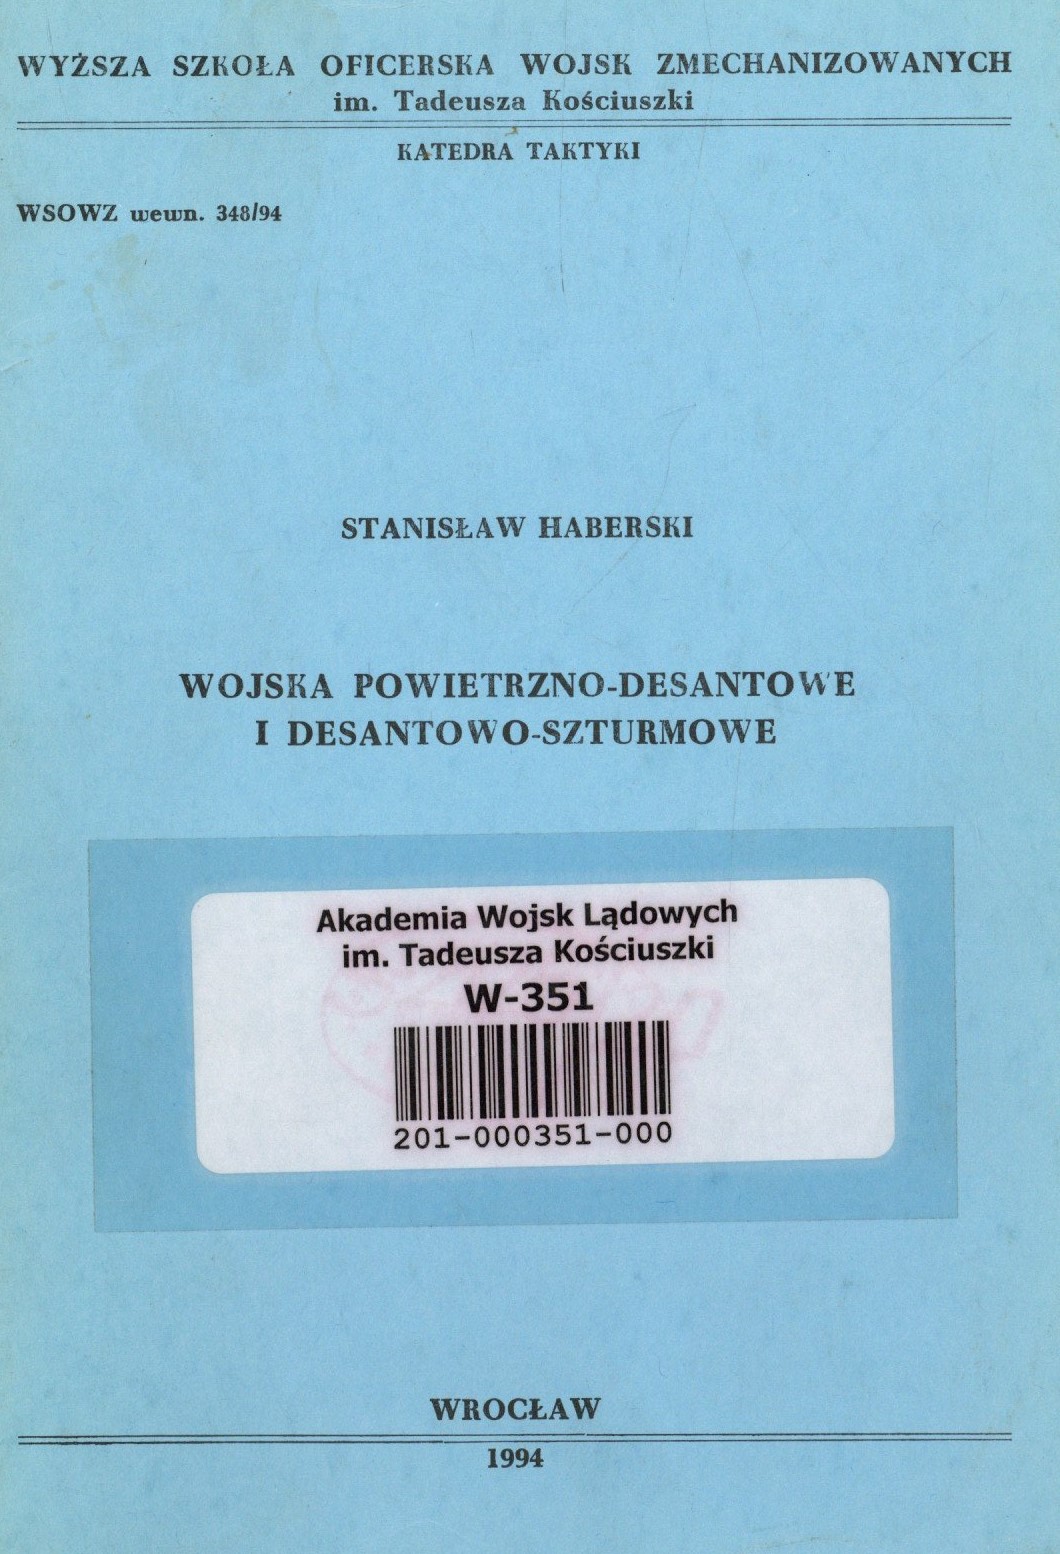 WYŻSZA SZKOŁA OFICERSKA WOJSK ZMECHANIZOWANYCH
im. Tadeusza Kościuszki
KATEDRA TAKTYKI
WSOWZ wewn. 348/94
STANISŁAW HABERSKI
WOJSKA POWIETRZNO-DESANTOWE
I DESANTOWO-SZTURMOWE
Akademia Wojsk Lądowych
im. Tadeusza Kościuszki
W-351
201-000351-000
WROCŁAW
1994